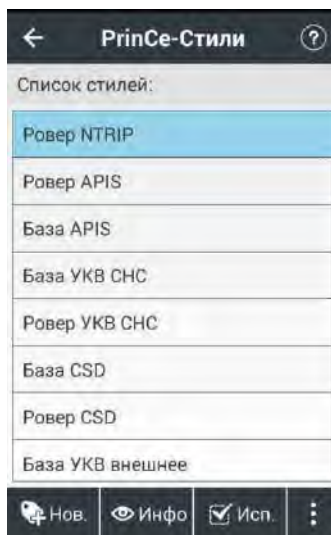 PrinCe-Стили
?
Список стилей:
Ровер NTRIP
Ровер APIS
База APIS
База УКВ CHC
Ровер УКВ CHC
База CSD
Ровер CSD
База УКВ внешнее
Нов.
Инфо
Исп.